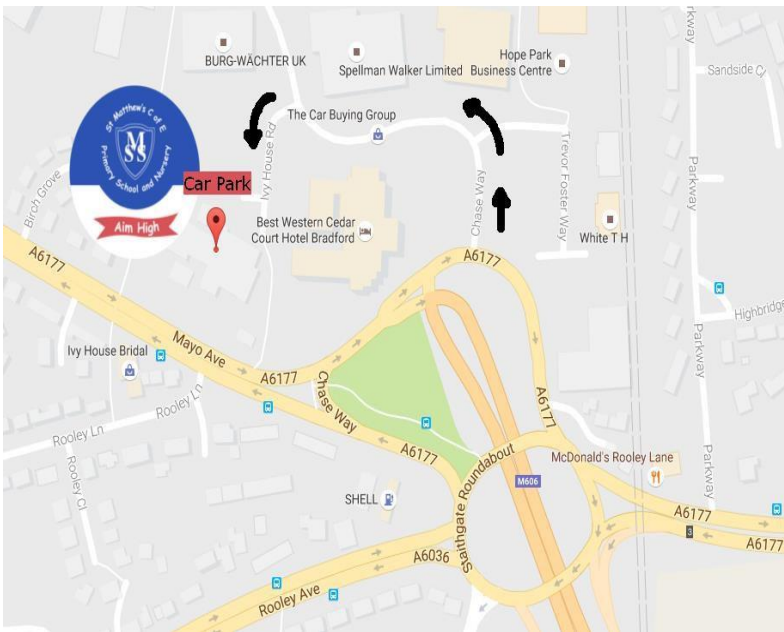 BURG-WÄCHTER UK
Spellman Walker Limited
Hope Park
Business Centre
Parkway
Sandside Cl
St Matthew's C of E
Primary School and Nursery
MSS
Aim High
The Car Buying Group
Ivy House Rd
Car Park
Birch Grove
Best Western Cedar
Court Hotel Bradford
Chase Way
Trevor Foster Way
White T H
Parkway
A6177
A6177
Mayo Ave
Highbridge
Parkway
Ivy House Bridal
A6177
Chase Way
Rooley Ln
Rooley Ln
A6177
A6177
Staithgate Roundabout
McDonald's Rooley Lane
M606
Rooley Cl
SHELL
A6177
3
A6177
A6036
Rooley Ave